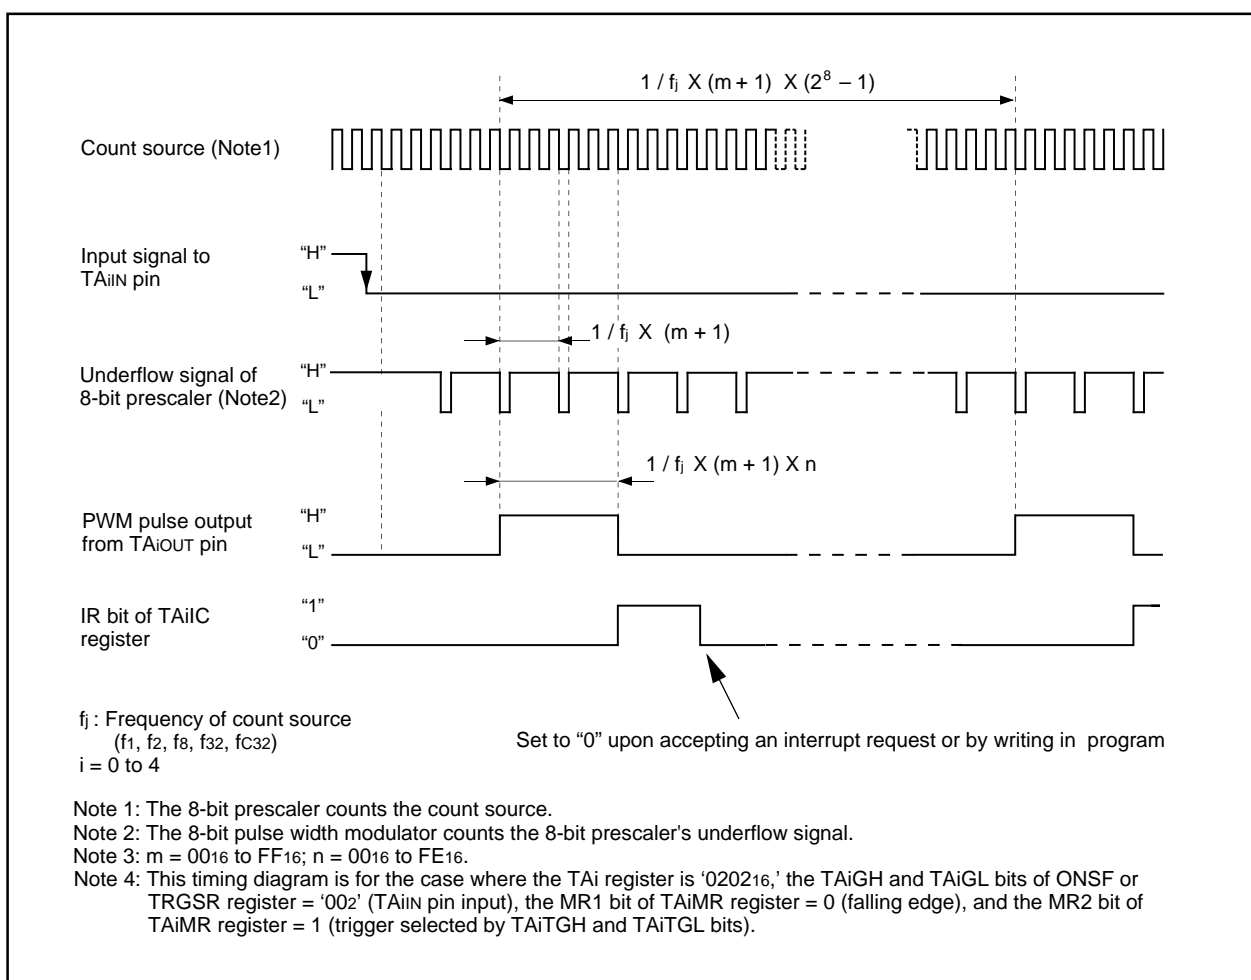 1 / fj X (m + 1) X (2⁸ – 1)
Count source (Note1)
Input signal to
TAiIN pin
“H”
“L”
1 / fj X (m + 1)
Underflow signal of
8-bit prescaler (Note2)
“H”
“L”
1 / fj X (m + 1) X n
PWM pulse output
from TAiOUT pin
“H”
“L”
IR bit of TAiIC
register
“1”
“0”
fj : Frequency of count source
(f1, f2, f8, f32, fC32)
i = 0 to 4
Set to “0” upon accepting an interrupt request or by writing in program
Note 1: The 8-bit prescaler counts the count source.
Note 2: The 8-bit pulse width modulator counts the 8-bit prescaler's underflow signal.
Note 3: m = 0016 to FF16; n = 0016 to FE16.
Note 4: This timing diagram is for the case where the TAi register is ‘020216,’ the TAiGH and TAiGL bits of ONSF or
TRGSR register = ‘002’ (TAiIN pin input), the MR1 bit of TAiMR register = 0 (falling edge), and the MR2 bit of
TAiMR register = 1 (trigger selected by TAiTGH and TAiTGL bits).